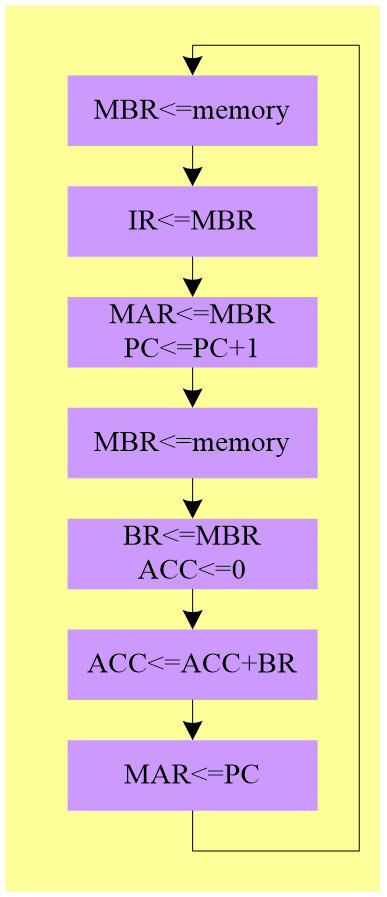 MBR<=memory
IR<=MBR
MAR<=MBR
PC<=PC+1
MBR<=memory
BR<=MBR
ACC<=0
ACC<=ACC+BR
MAR<=PC